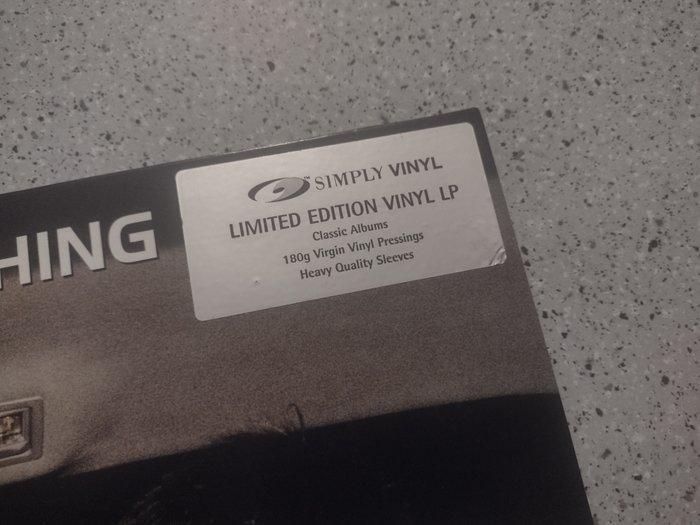 HING
SIMPLY VINYL
LIMITED EDITION VINYL LP
Classic Albums
180g Virgin Vinyl Pressings
Heavy Quality Sleeves